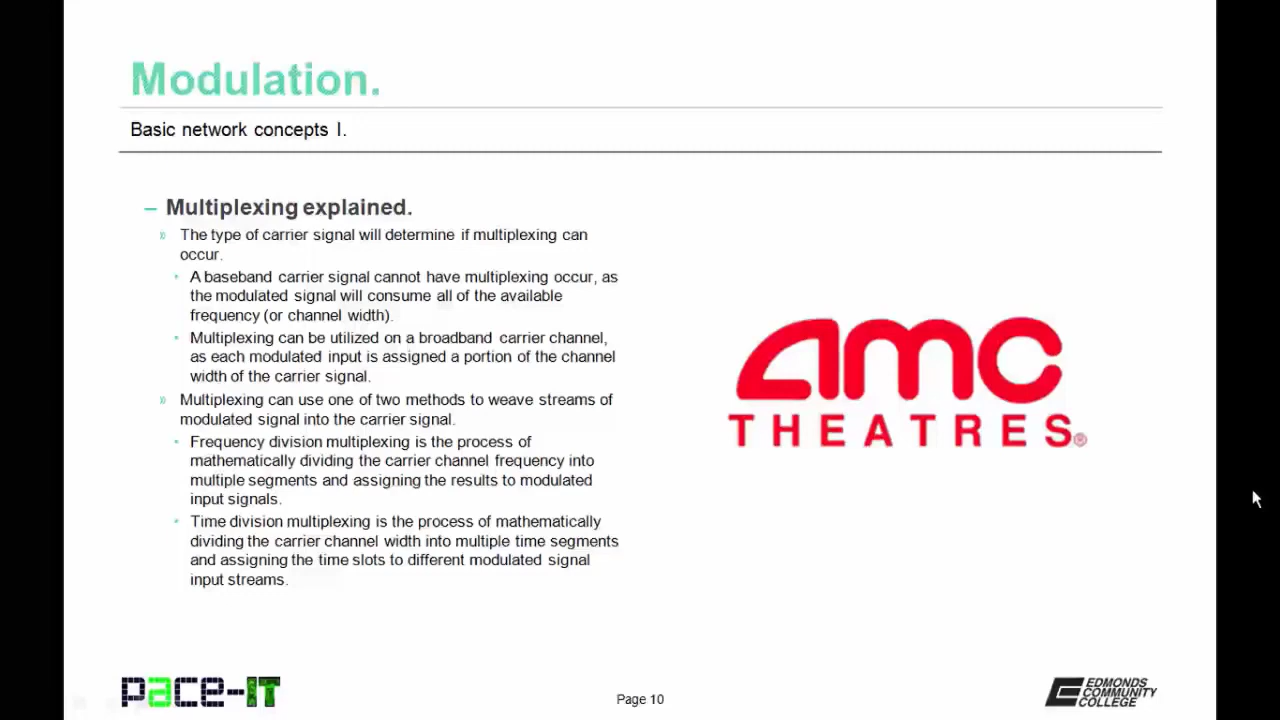 Modulation.
Basic network concepts I.
– Multiplexing explained.
» The type of carrier signal will determine if multiplexing can
occur.
• A baseband carrier signal cannot have multiplexing occur, as
the modulated signal will consume all of the available
frequency (or channel width).
• Multiplexing can be utilized on a broadband carrier channel,
as each modulated input is assigned a portion of the channel
width of the carrier signal.
» Multiplexing can use one of two methods to weave streams of
modulated signal into the carrier signal.
• Frequency division multiplexing is the process of
mathematically dividing the carrier channel frequency into
multiple segments and assigning the results to modulated
input signals.
• Time division multiplexing is the process of mathematically
dividing the carrier channel width into multiple time segments
and assigning the time slots to different modulated signal
input streams.
amc
THEATRES®
pace-IT
Page 10
EDMONDS
COMMUNITY
COLLEGE